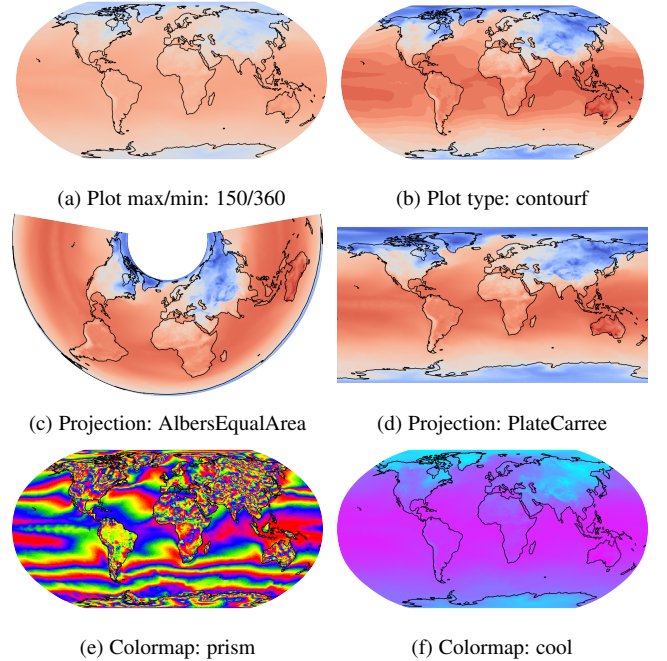 (a) Plot max/min: 150/360
(b) Plot type: contourf
(c) Projection: AlbersEqualArea
(d) Projection: PlateCarree
(e) Colormap: prism
(f) Colormap: cool